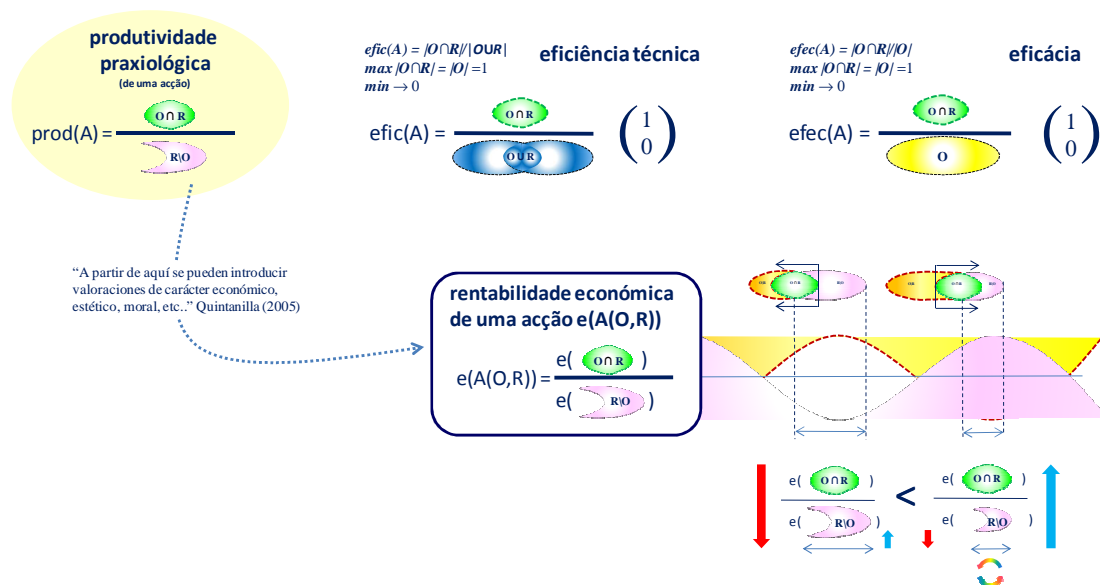 produtividade
praxiológica
(de uma acção)
prod(A) =
O∩R
R\O
efic(A) = |O∩R|/|OUR|
max |O∩R| = |O| =1
min → 0
eficiência técnica
efic(A) =
O∩R
O U R
1
0
efec(A) = |O∩R|/|O|
max |O∩R| = |O| =1
min → 0
eficácia
efec(A) =
O∩R
O
1
0
“A partir de aquí se pueden introducir
valoraciones de carácter económico,
estético, moral, etc..” Quintanilla (2005)
rentabilidade económica
de uma acção e(A(O,R))
e(A(O,R)) =
e( O∩R )
e( R\O )
O∩R
O∩R
e( O∩R )
e( R\O )
<
e( O∩R )
e( R\O )